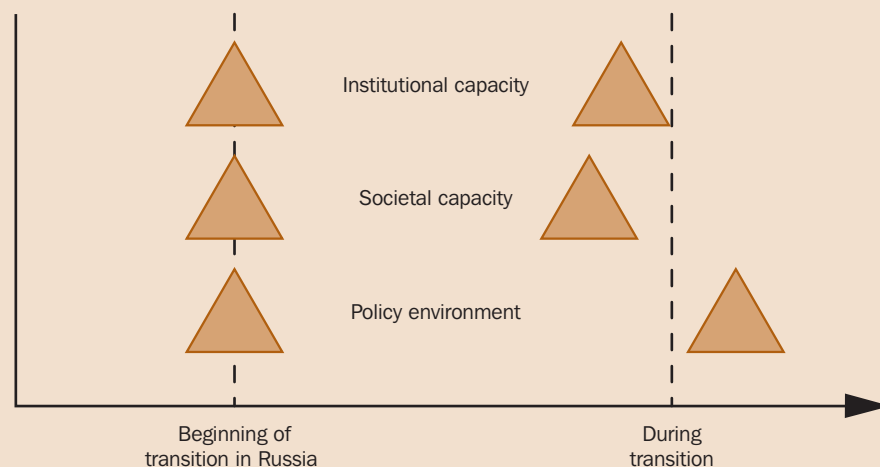 Institutional capacity
Societal capacity
Policy environment
Beginning of
transition in Russia
During
transition